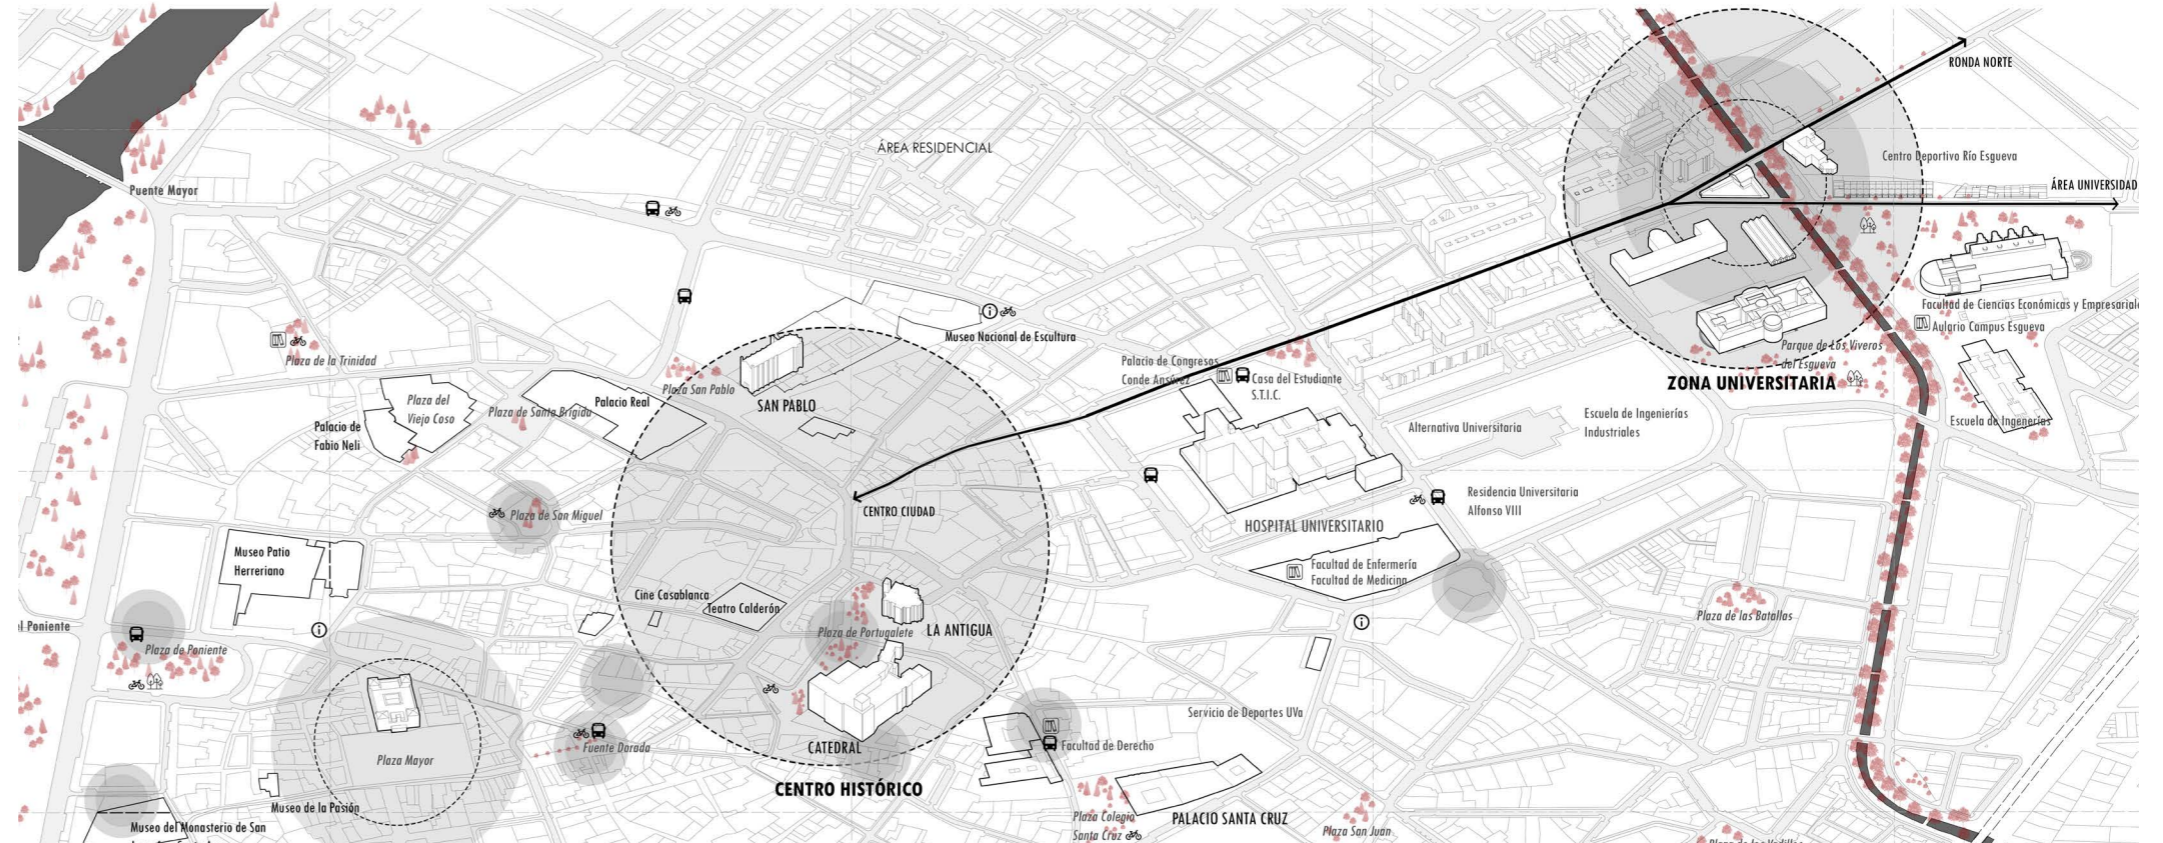 RONDA NORTE
ÁREA RESIDENCIAL
Centro Deportivo Río Esgueva
Puente Mayor
ÁREA UNIVERSIDAD
Facultad de Ciencias Económicas y Empresariale
Aulario Campus Esgueva
Museo Nacional de Escultura
Parque de Los Viveros
del Esgueva
Plaza de la Trinidad
Palacio de Congresos
Conde Ansúrez
Casa del Estudiante
S.T.I.C.
ZONA UNIVERSITARIA
Plaza San Pablo
Plaza del
Viejo Coso
Palacio Real
SAN PABLO
Plaza de Santa Brígida
Palacio de
Fabio Neli
Escuela de Ingenierías
Industriales
Alternativa Universitaria
Escuela de Ingenerías
Residencia Universitaria
Alfonso VIII
CENTRO CIUDAD
Plaza de San Miguel
HOSPITAL UNIVERSITARIO
Museo Patio
Herreriano
Facultad de Enfermería
Facultad de Medicina
Cine Casablanca
Teatro Calderón
Plaza de las Batallas
l Poniente
Plaza de Portugalete
LA ANTIGUA
Plaza de Poniente
Servicio de Deportes UVa
Fuente Dorada
CATEDRAL
Facultad de Derecho
Plaza Mayor
CENTRO HISTÓRICO
Museo de la Pasión
Plaza Colegio
Santa Cruz
PALACIO SANTA CRUZ
Museo del Monasterio de San
Plaza San Juan